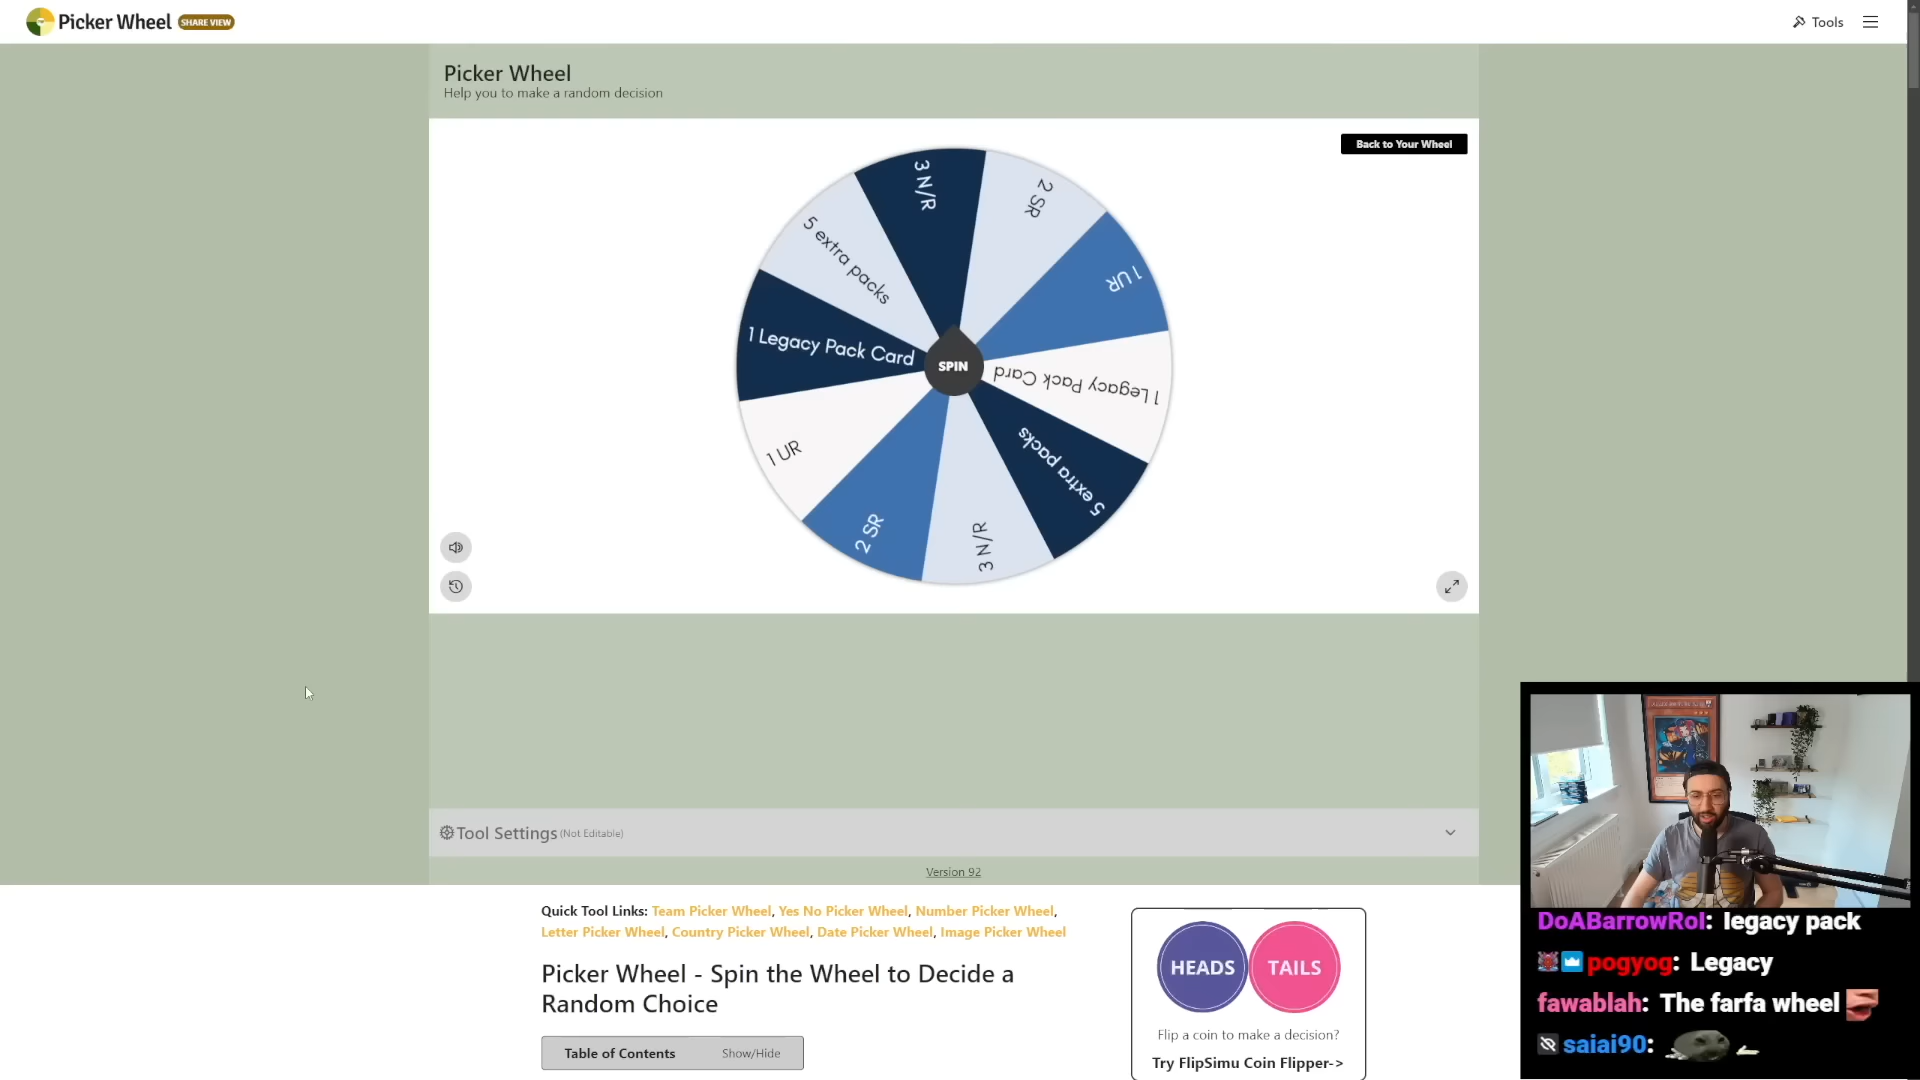 Picker Wheel SHARE VIEW
Tools
Picker Wheel
Help you to make a random decision
Back to Your Wheel
3 N/R
2 SR
1 UR
1 Legacy Pack Card
5 extra packs
3 N/R
2 SR
1 UR
1 Legacy Pack Card
5 extra packs
SPIN
Tool Settings (Not Editable)
Version 92
Quick Tool Links: Team Picker Wheel, Yes No Picker Wheel, Number Picker Wheel,
Letter Picker Wheel, Country Picker Wheel, Date Picker Wheel, Image Picker Wheel
Picker Wheel - Spin the Wheel to Decide a
Random Choice
Table of Contents Show/Hide
HEADS TAILS
Flip a coin to make a decision?
Try FlipSimu Coin Flipper->
DoABarrowRol: legacy pack
pogyog: Legacy
fawablah: The farfa wheel
saiai90: